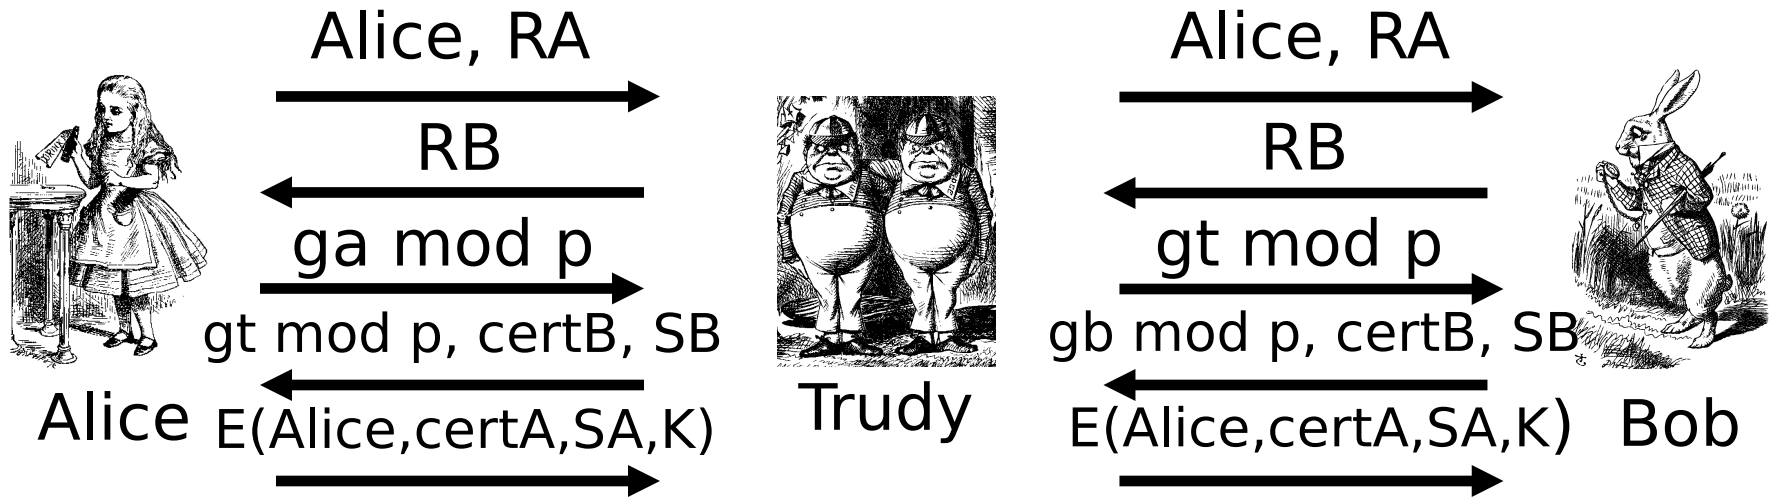 Alice, RA
Alice, RA
RB
RB
ga mod p
gt mod p
gt mod p, certB, SB
gb mod p, certB, SB
E(Alice,certA,SA,K)
E(Alice,certA,SA,K)
Alice
Trudy
Bob